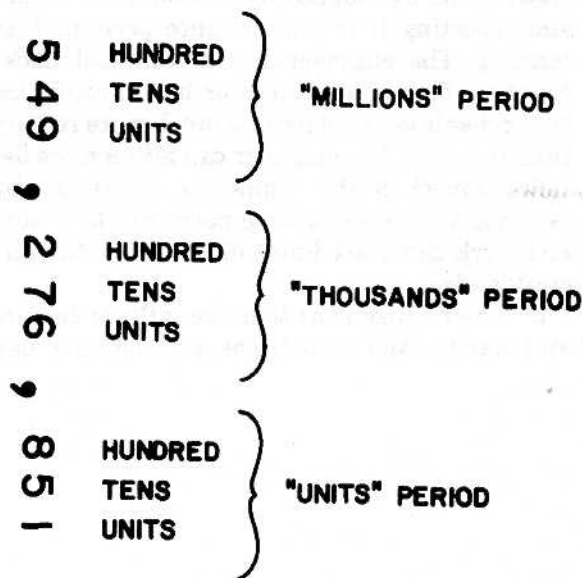 5 HUNDRED
4 TENS "MILLIONS" PERIOD
9 UNITS
,
2 HUNDRED
7 TENS "THOUSANDS" PERIOD
6 UNITS
,
8 HUNDRED
5 TENS "UNITS" PERIOD
1 UNITS